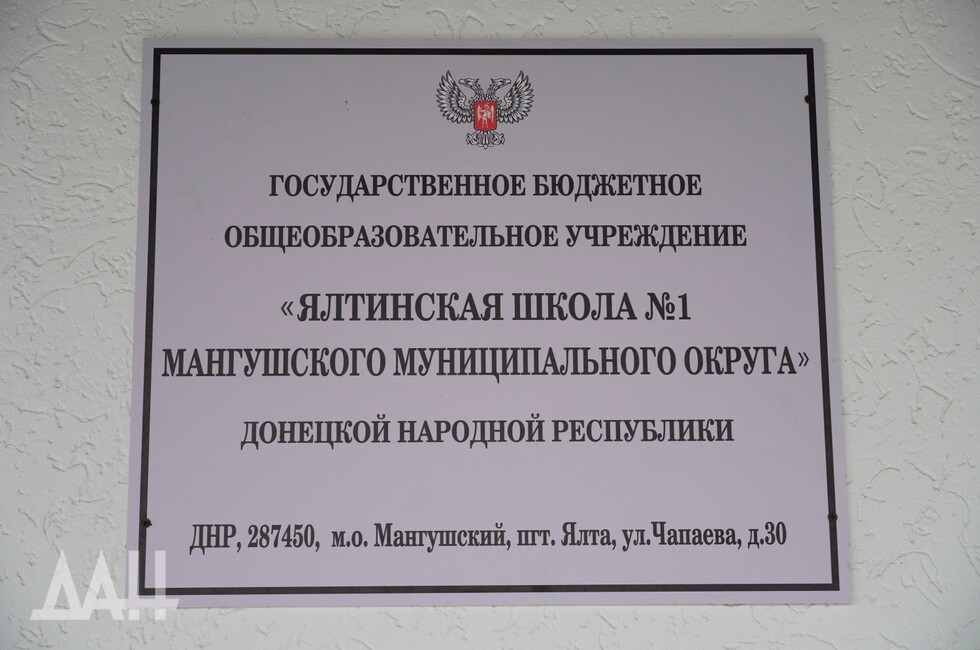 ГОСУДАРСТВЕННОЕ БЮДЖЕТНОЕ
ОБЩЕОБРАЗОВАТЕЛЬНОЕ УЧРЕЖДЕНИЕ
«ЯЛТИНСКАЯ ШКОЛА №1
МАНГУШСКОГО МУНИЦИПАЛЬНОГО ОКРУГА»
ДОНЕЦКОЙ НАРОДНОЙ РЕСПУБЛИКИ
ДНР, 287450, м.о. Мангушский, пгт. Ялта, ул.Чапаева, д.30
ДАН